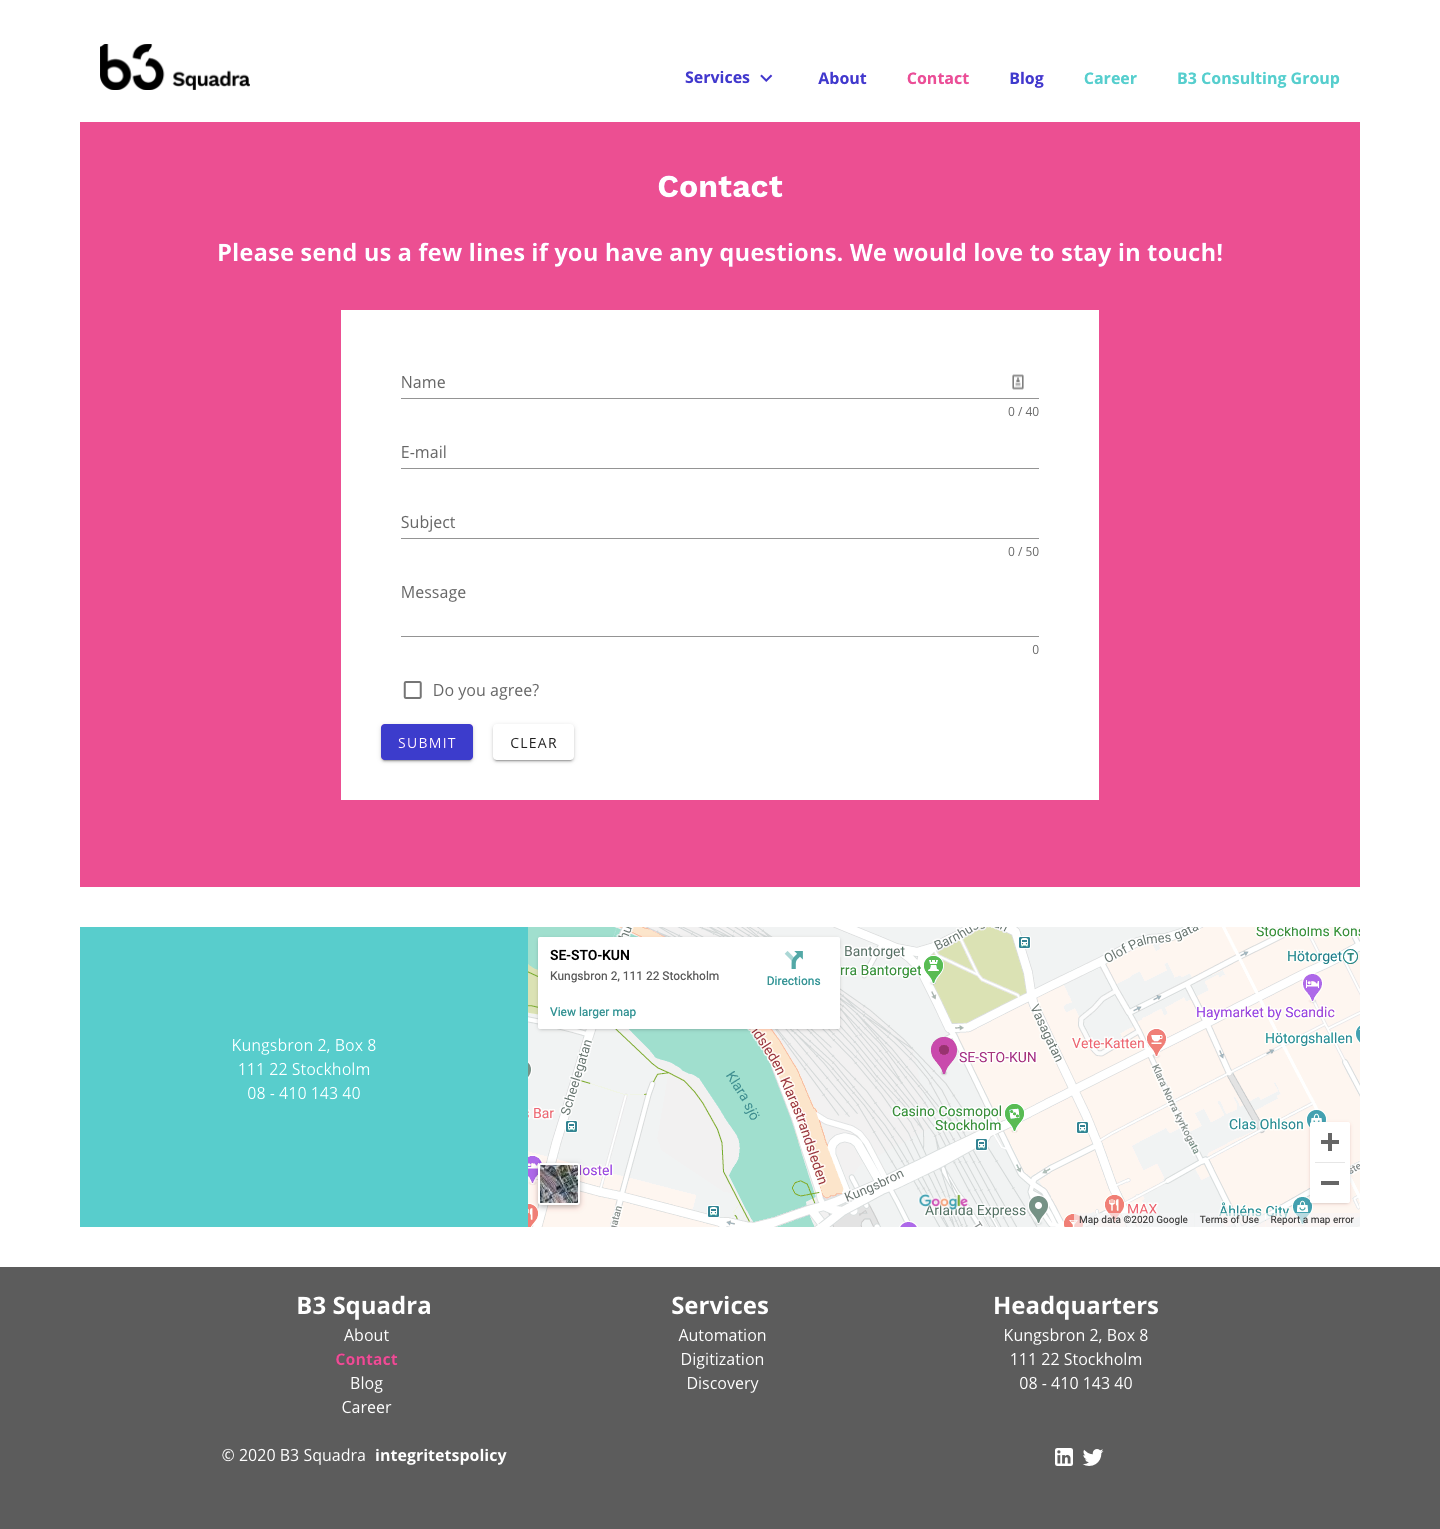 b3 Squadra
Services
About
Contact
Blog
Career
B3 Consulting Group
Contact
Please send us a few lines if you have any questions. We would love to stay in touch!
Name
0 / 40
E-mail
Subject
0 / 50
Message
0
Do you agree?
SUBMIT
CLEAR
Kungsbron 2, Box 8
111 22 Stockholm
08 - 410 143 40
SE-STO-KUN
Kungsbron 2, 111 22 Stockholm
Directions
View larger map
Bantorget
rra Bantorget
Barnhusgatan
Olof Palmes gata
Stockholms Kons
Hötorget
Haymarket by Scandic
Hötorgshallen
Vasagatan
Vete-Katten
SE-STO-KUN
Scheelegatan
Klara sjö
Klarastrandsleden
ndsleden
Klara Norra kyrkogata
Casino Cosmopol
Stockholm
Clas Ohlson
Bar
ostel
Kungsbron
Google
Arlanda Express
MAX
Åhléns City
Map data ©2020 Google
Terms of Use
Report a map error
B3 Squadra
About
Contact
Blog
Career
Services
Automation
Digitization
Discovery
Headquarters
Kungsbron 2, Box 8
111 22 Stockholm
08 - 410 143 40
© 2020 B3 Squadra integritetspolicy